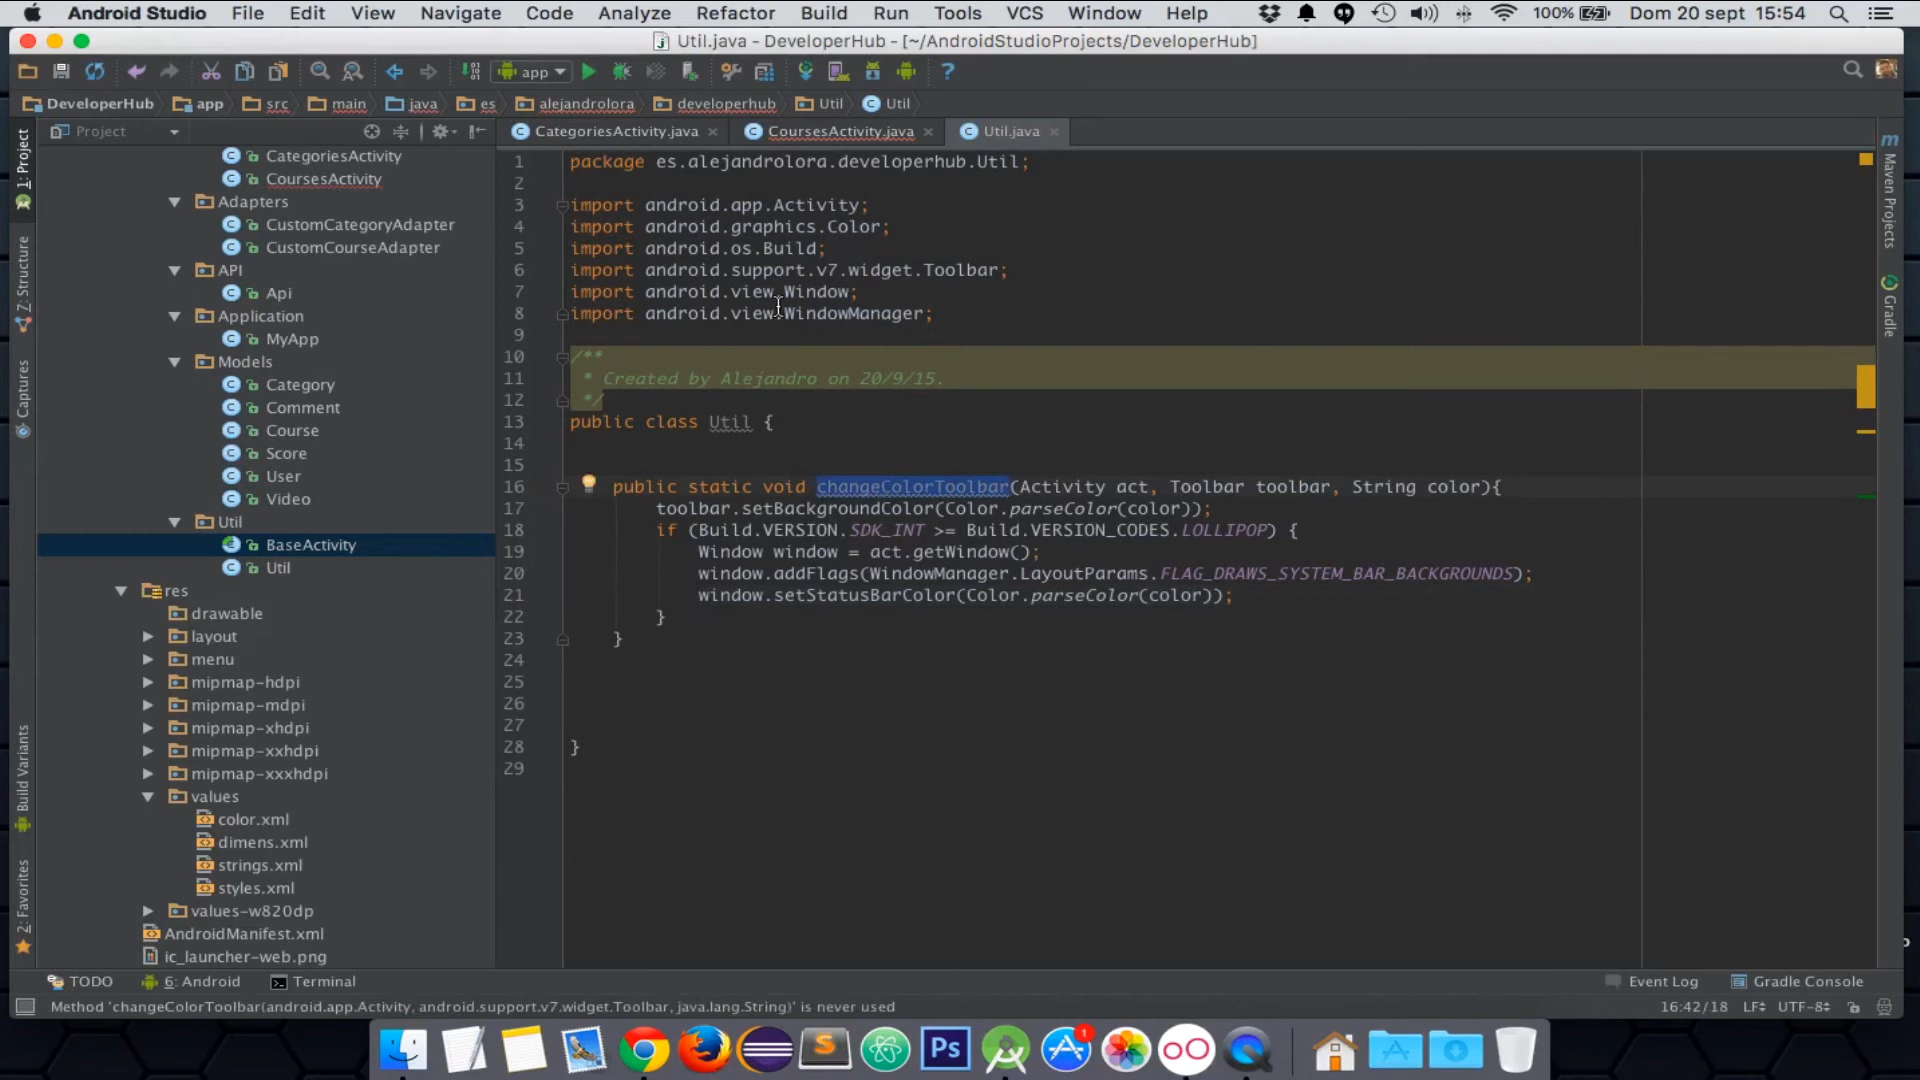 Android Studio File Edit View Navigate Code Analyze Refactor Build Run Tools VCS Window Help 100% Dom 20 sept 15:54
Util.java - DeveloperHub - [~/AndroidStudioProjects/DeveloperHub]
app
DeveloperHub app src main java es alejandrolora developerhub Util Util
Project
CategoriesActivity.java CoursesActivity.java Util.java
1: Project
7: Structure
Captures
Build Variants
2: Favorites
CategoriesActivity
CoursesActivity
Adapters
CustomCategoryAdapter
CustomCourseAdapter
API
Api
Application
MyApp
Models
Category
Comment
Course
Score
User
Video
Util
BaseActivity
Util
res
drawable
layout
menu
mipmap-hdpi
mipmap-mdpi
mipmap-xhdpi
mipmap-xxhdpi
mipmap-xxxhdpi
values
color.xml
dimens.xml
strings.xml
styles.xml
values-w820dp
AndroidManifest.xml
ic_launcher-web.png
1 package es.alejandrolora.developerhub.Util;
2
3 import android.app.Activity;
4 import android.graphics.Color;
5 import android.os.Build;
6 import android.support.v7.widget.Toolbar;
7 import android.view.Window;
8 import android.view.WindowManager;
9
10 /**
11 * Created by Alejandro on 20/9/15.
12 */
13 public class Util {
14
15
16 public static void changeColorToolbar(Activity act, Toolbar toolbar, String color){
17 toolbar.setBackgroundColor(Color.parseColor(color));
18 if (Build.VERSION.SDK_INT >= Build.VERSION_CODES.LOLLIPOP) {
19 Window window = act.getWindow();
20 window.addFlags(WindowManager.LayoutParams.FLAG_DRAWS_SYSTEM_BAR_BACKGROUNDS);
21 window.setStatusBarColor(Color.parseColor(color));
22 }
23 }
24
25
26
27
28 }
29
m
Maven Projects
Gradle
TODO 6: Android Terminal Event Log Gradle Console
Method 'changeColorToolbar(android.app.Activity, android.support.v7.widget.Toolbar, java.lang.String)' is never used 16:42/18 LF UTF-8
S Ps 1